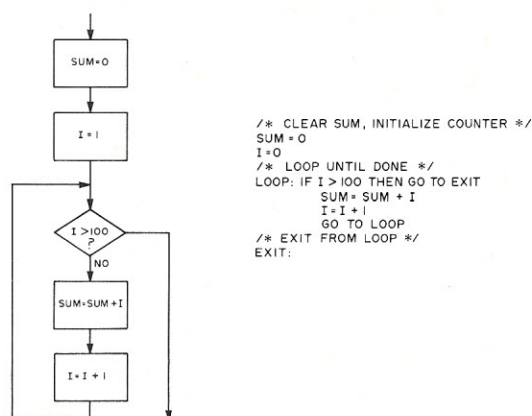 SUM=0
I=1
I>100
?
NO
SUM=SUM+I
I=I+1
/* CLEAR SUM, INITIALIZE COUNTER */
SUM=0
I=0
/* LOOP UNTIL DONE */
LOOP: IF I>100 THEN GO TO EXIT
SUM=SUM+I
I=I+1
GO TO LOOP
/* EXIT FROM LOOP */
EXIT: